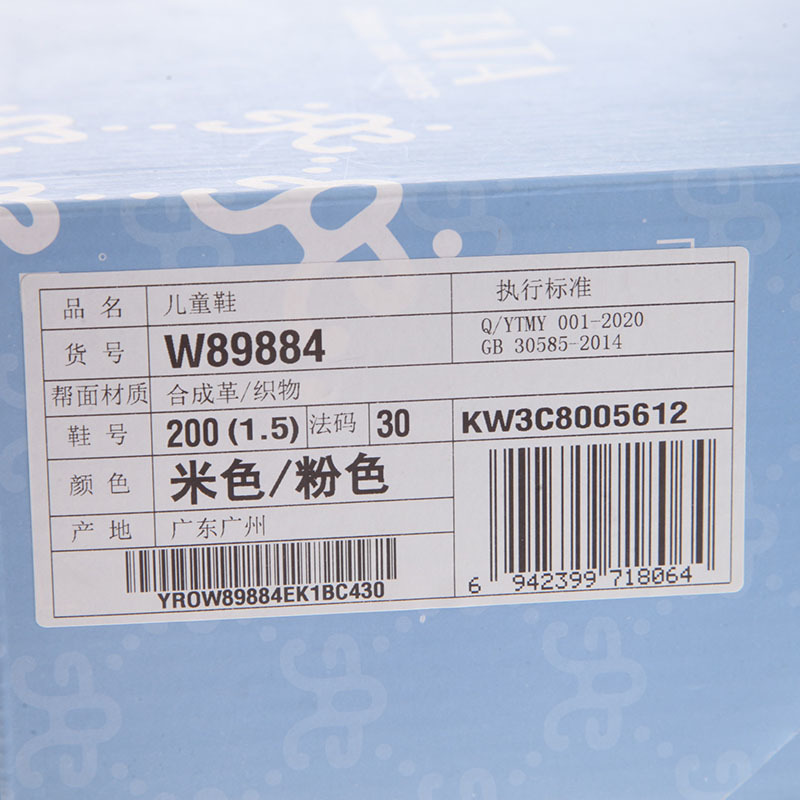 品 名 儿童鞋
执行标准
货 号 W89884
Q/YTMY 001-2020
GB 30585-2014
帮面材质 合成革/织物
鞋 号 200 (1.5) 法码 30
KW3C8005612
颜 色 米色/粉色
产 地 广东广州
YROW89884EK1BC430
6 942399 718064